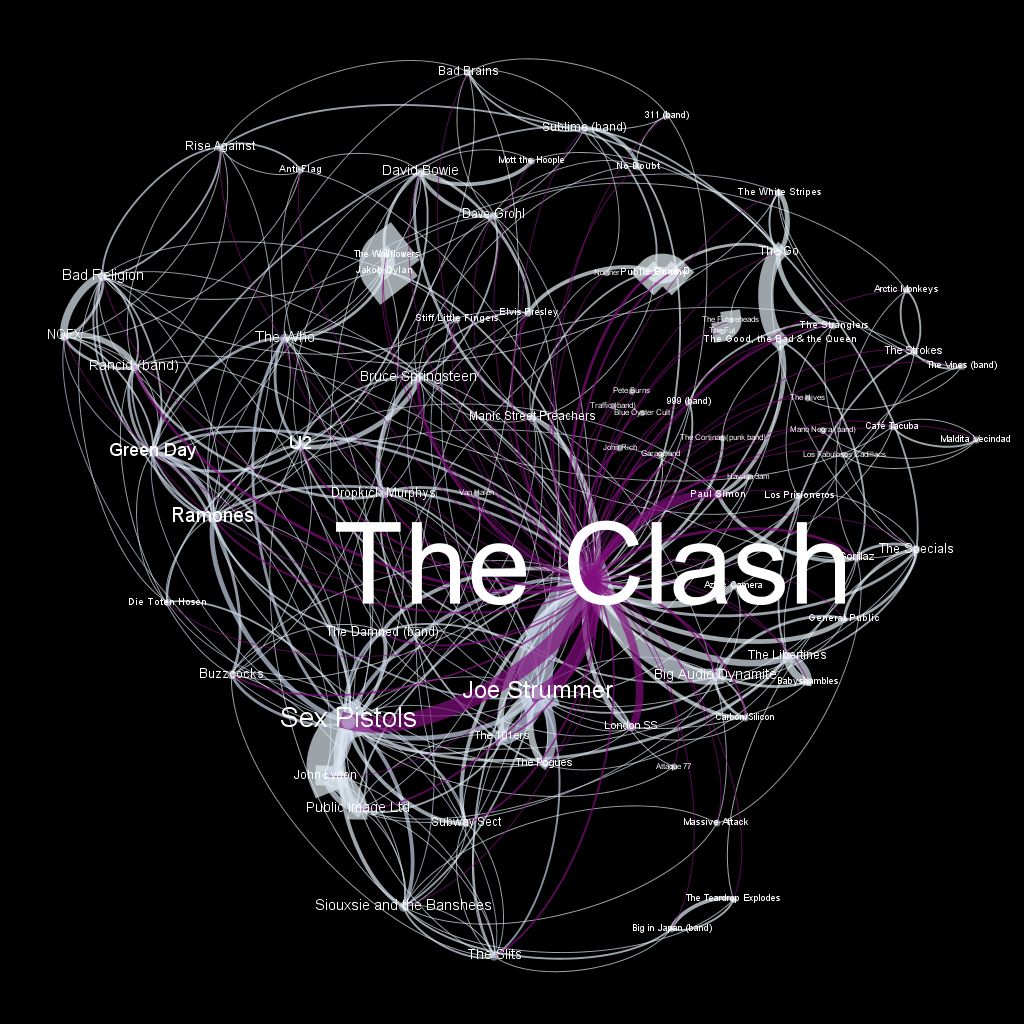 Bad Brains
311 (band)
Sublime (band)
Rise Against
Mott the Hoople
No Doubt
Anti-Flag
David Bowie
The White Stripes
Dave Grohl
The Wallflowers
The Go
Jakob Dylan
Public
Bad Religion
Arctic Monkeys
Elvis Presley
Stiff Little Fingers
The Futureheads
The Stranglers
NOFX
The Who
The Good, the Bad & the Queen
The Strokes
Rancid (band)
The Vines (band)
Bruce Springsteen
Pete Burns
The Hives
999 (band)
Traffic (band)
Blue Öyster Cult
Manic Street Preachers
Café Tacuba
Mano Negra (band)
The Cortinas (punk band)
Maldita Vecindad
U2
Green Day
John Rich
Garageland
Los Fabulosos Cadillacs
Dropkick Murphys
Van Halen
Paul Simon
Los Prisioneros
Ramones
The Clash
The Specials
Gorillaz
Aztec Camera
Die Toten Hosen
General Public
The Damned (band)
The Libertines
Buzzcocks
Big Audio Dynamite
Babyshambles
Joe Strummer
Sex Pistols
Carbon/Silicon
London SS
The 101ers
The Pogues
Attaque 77
John Lydon
Public Image Ltd
Subway Sect
Massive Attack
The Teardrop Explodes
Siouxsie and the Banshees
Big in Japan (band)
The Slits